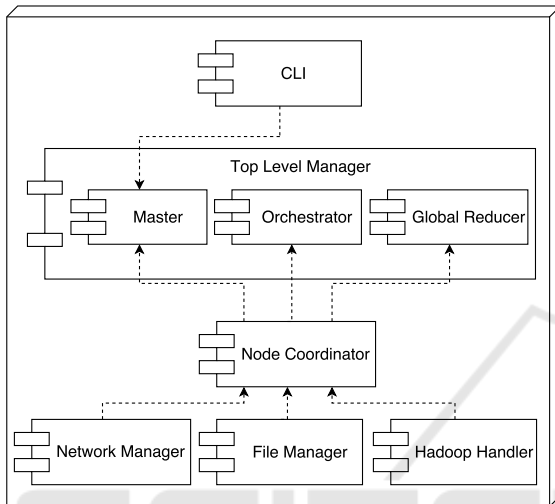 CLI
Top Level Manager
Master
Orchestrator
Global Reducer
Node Coordinator
Network Manager
File Manager
Hadoop Handler